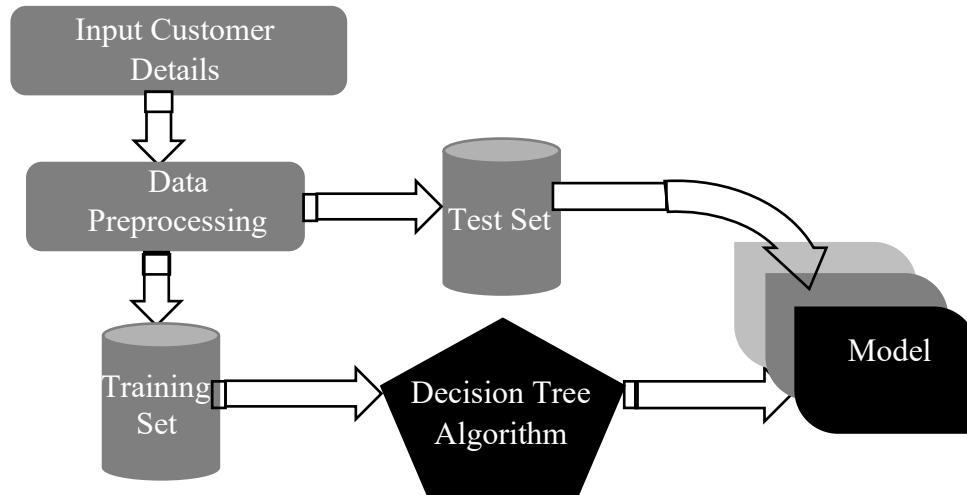 Input Customer
Details
Data
Preprocessing
Test Set
Training
Set
Decision Tree
Algorithm
Model